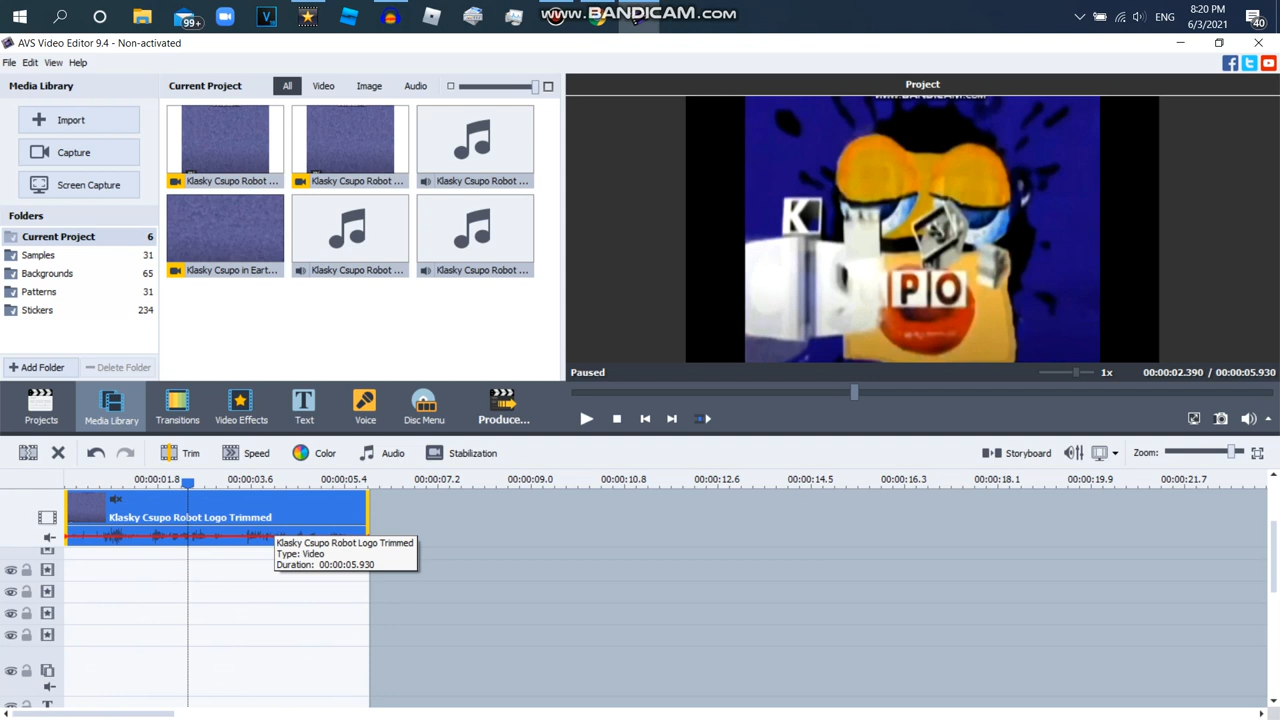 www.BANDICAM.com
99+
ENG
8:20 PM
6/3/2021
40
AVS Video Editor 9.4 - Non-activated
File Edit View Help
Media Library
Current Project
All
Video
Image
Audio
Project
Import
Capture
Screen Capture
Klasky Csupo Robot ...
Klasky Csupo Robot ...
Klasky Csupo Robot ...
Klasky Csupo in Eart...
Klasky Csupo Robot ...
Klasky Csupo Robot ...
www.BANDICAM.com
K
P O
Folders
Current Project 6
Samples 31
Backgrounds 65
Patterns 31
Stickers 234
Add Folder
Delete Folder
Paused
1x
00:00:02.390 / 00:00:05.930
Projects
Media Library
Transitions
Video Effects
Text
Voice
Disc Menu
Produce...
Trim
Speed
Color
Audio
Stabilization
Storyboard
Zoom:
00:00:01.8 00:00:03.6 00:00:05.4 00:00:07.2 00:00:09.0 00:00:10.8 00:00:12.6 00:00:14.5 00:00:16.3 00:00:18.1 00:00:19.9 00:00:21.7
Klasky Csupo Robot Logo Trimmed
Klasky Csupo Robot Logo Trimmed
Type: Video
Duration: 00:00:05.930